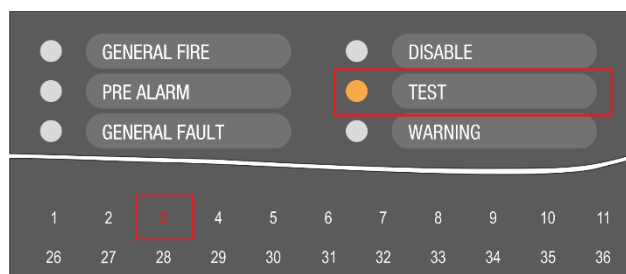 GENERAL FIRE DISABLE
PRE ALARM TEST
GENERAL FAULT WARNING
1 2 3 4 5 6 7 8 9 10 11
26 27 28 29 30 31 32 33 34 35 36